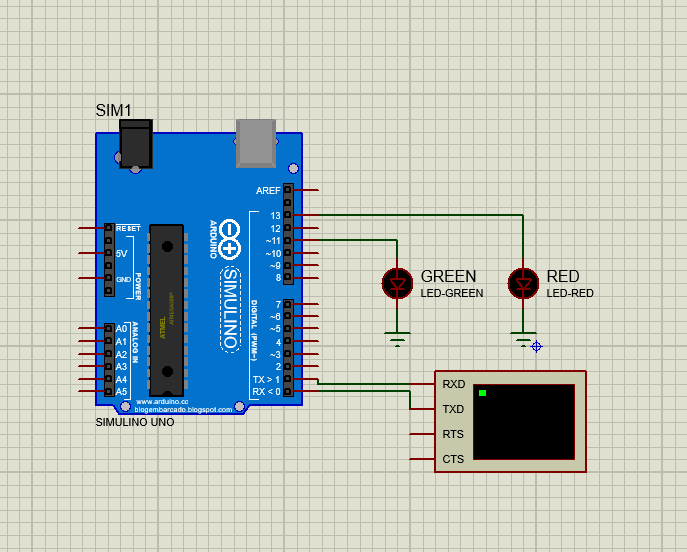 SIM1
AREF
13
12
~11
~10
~9
8
RESET
5V
GND
POWER
ARDUINO
SIMULINO
ATMEL
DIGITAL (PWM~)
7
~6
~5
4
~3
2
TX > 1
RX < 0
ANALOG IN
A0
A1
A2
A3
A4
A5
www.arduino.cc
blogembarcado.blogspot.com
SIMULINO UNO
GREEN
LED-GREEN
RED
LED-RED
RXD
TXD
RTS
CTS